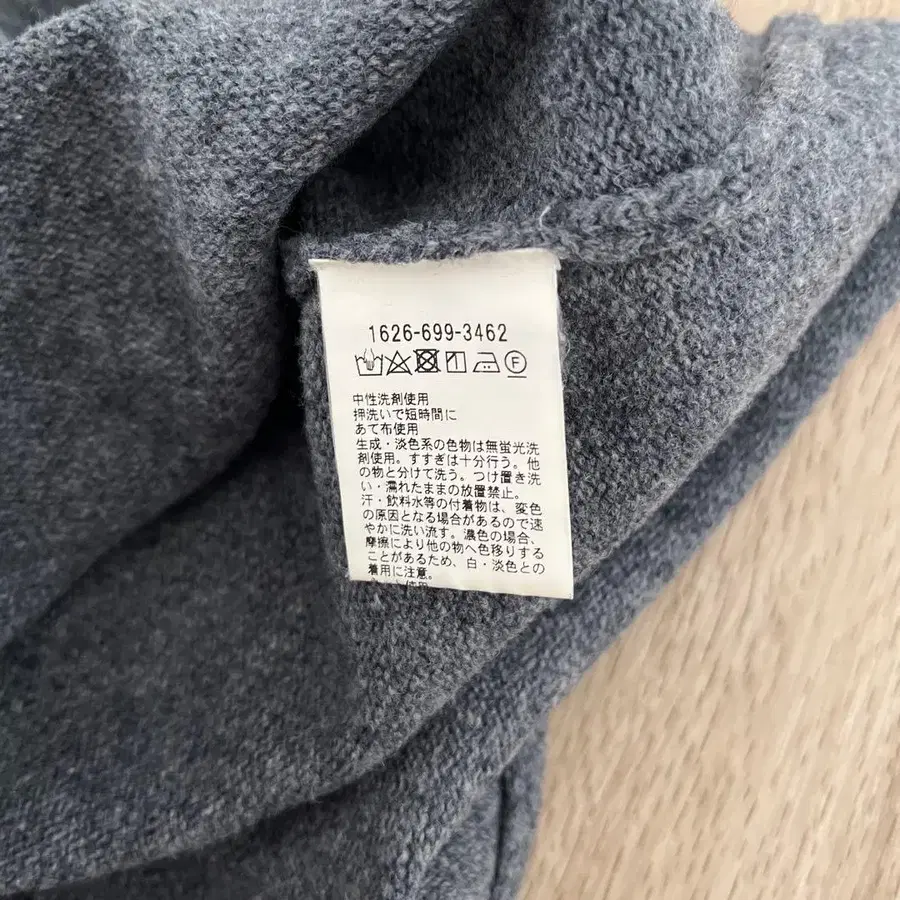 1626-699-3462
F
中性洗剤使用
押洗いで短時間に
あて布使用
生成・淡色系の色物は無蛍光洗
剤使用。すすぎは十分行う。他
の物と分けて洗う。つけ置き洗
い・濡れたままの放置禁止。
汗・飲料水等の付着物は、変色
の原因となる場合があるので速
やかに洗い流す。濃色の場合、
摩擦により他の物へ色移りする
ことがあるため、白・淡色との
着用に注意。